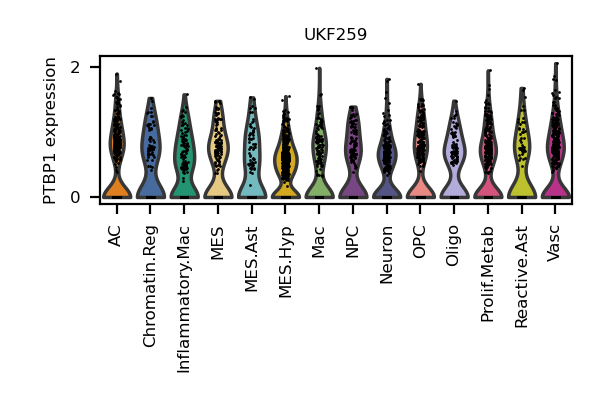 UKF259
PTBP1 expression
2
0
AC
Chromatin.Reg
Inflammatory.Mac
MES
MES.Ast
MES.Hyp
Mac
NPC
Neuron
OPC
Oligo
Prolif.Metab
Reactive.Ast
Vasc